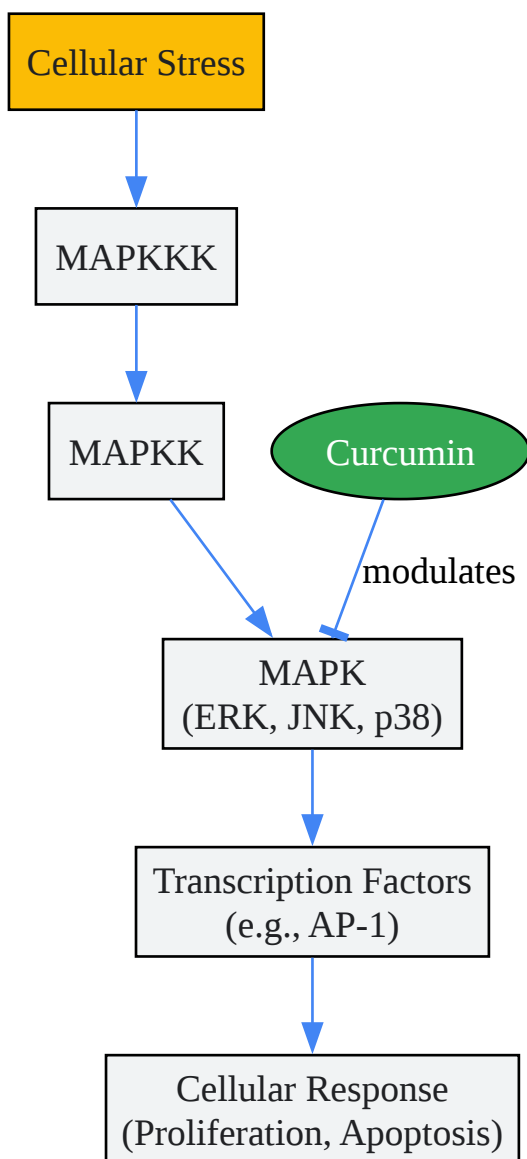 Cellular Stress
MAPKKK
MAPKK
Curcumin
modulates
MAPK
(ERK, JNK, p38)
Transcription Factors
(e.g., AP-1)
Cellular Response
(Proliferation, Apoptosis)